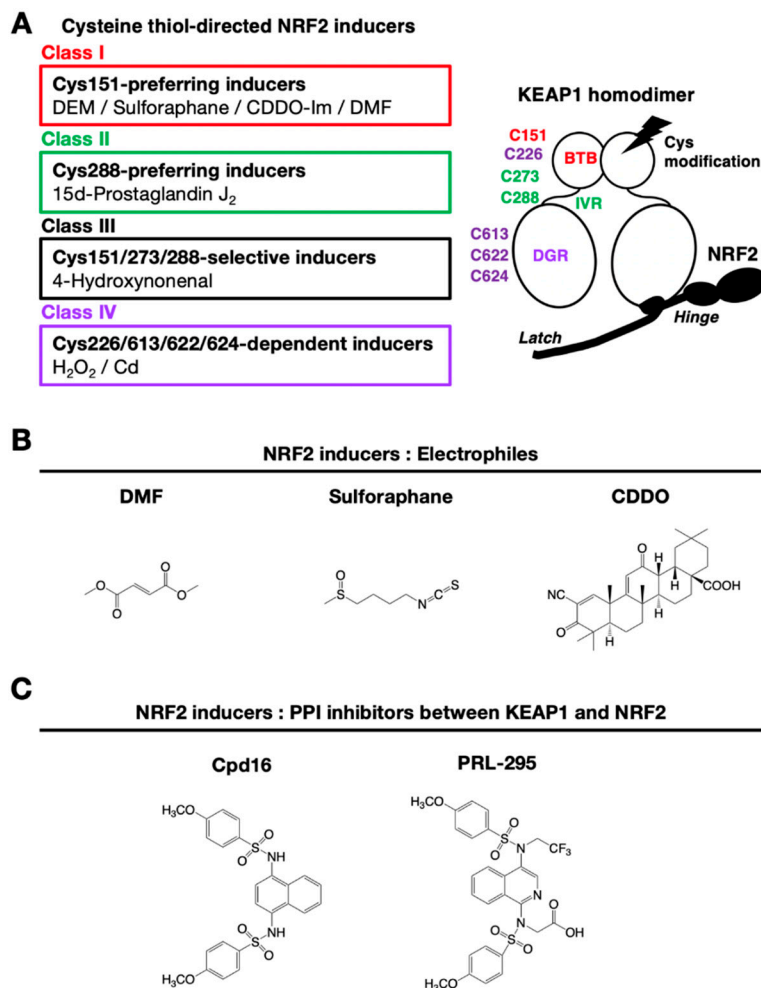 A
Cysteine thiol-directed NRF2 inducers
Class I
Cys151-preferring inducers
DEM / Sulforaphane / CDDO-Im / DMF
Class II
Cys288-preferring inducers
15d-Prostaglandin J₂
Class III
Cys151/273/288-selective inducers
4-Hydroxynonenal
Class IV
Cys226/613/622/624-dependent inducers
H₂O₂ / Cd
KEAP1 homodimer
C151
C226
C273
C288
BTB
IVR
Cys
modification
C613
C622
C624
DGR
NRF2
Hinge
Latch
B
NRF2 inducers : Electrophiles
DMF
Sulforaphane
CDDO
O
O
O
O
O
S
N
C
S
O
H
H
COOH
NC
O
H
C
NRF2 inducers : PPI inhibitors between KEAP1 and NRF2
Cpd16
PRL-295
H₃CO
O
S
O
NH
NH
O
S
O
H₃CO
H₃CO
O
S
O
N
CF₃
N
N
O
OH
S
O
O
H₃CO